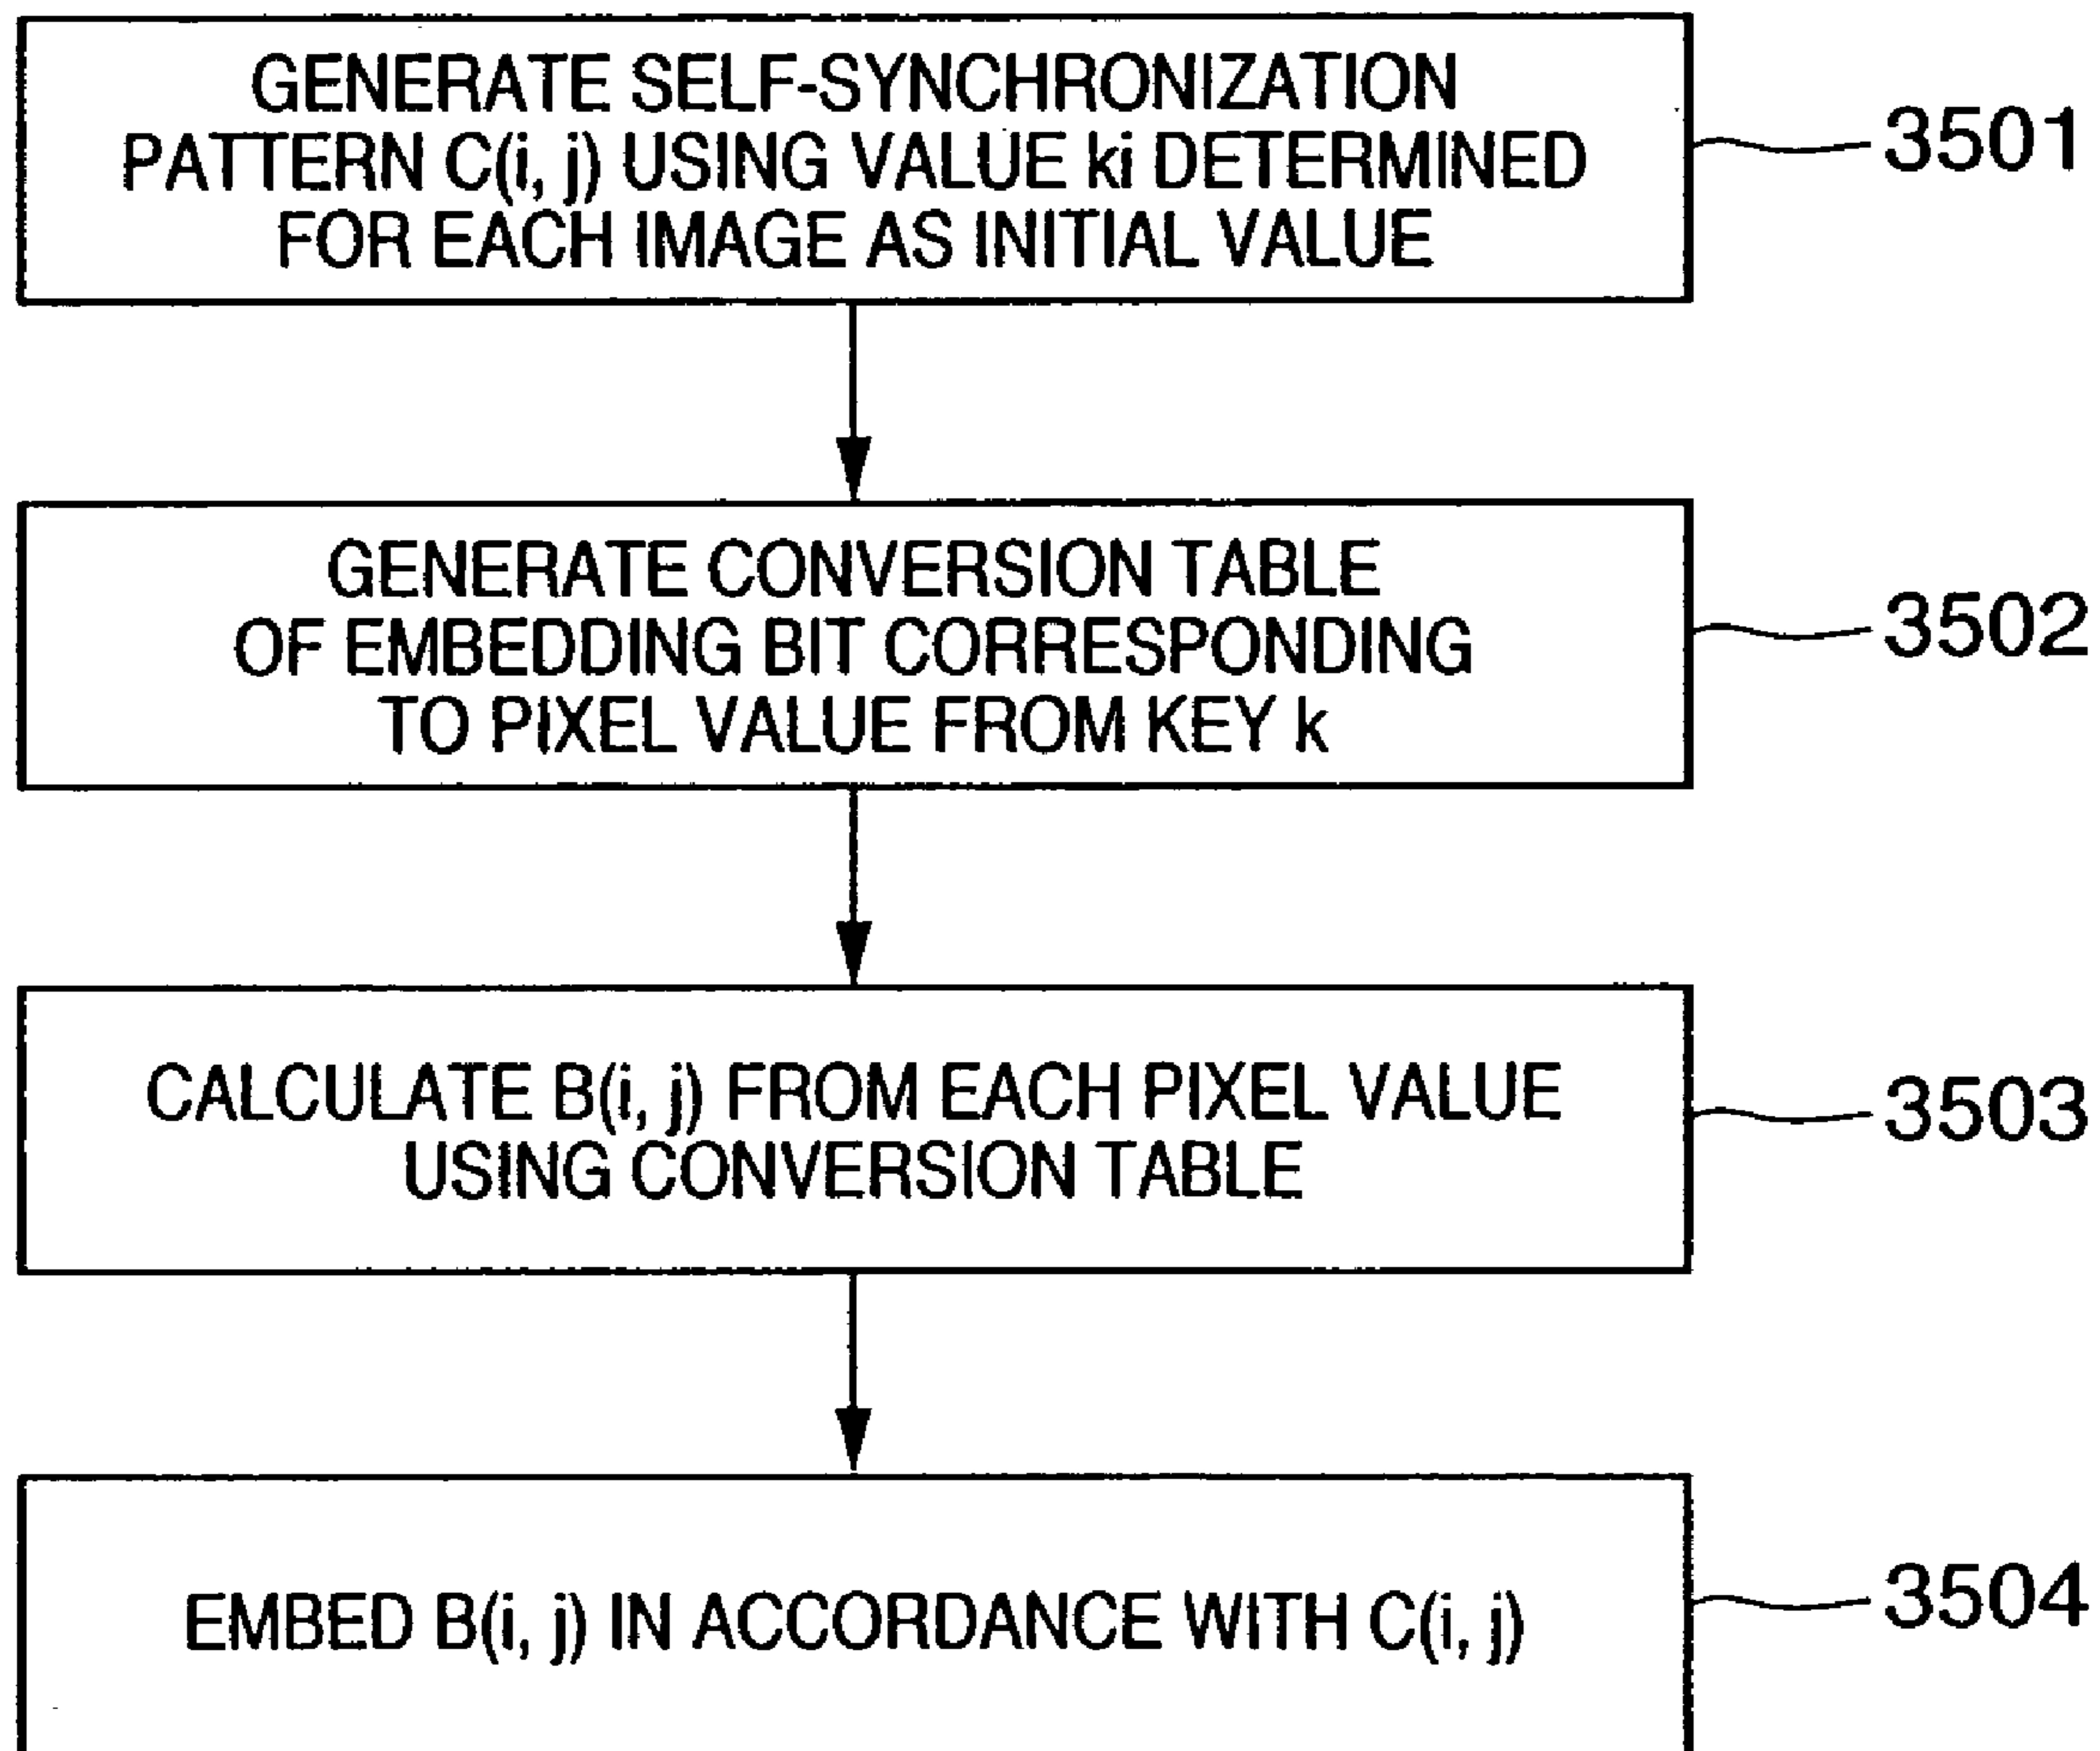 GENERATE SELF-SYNCHRONIZATION
PATTERN C(i, j) USING VALUE ki DETERMINED
FOR EACH IMAGE AS INITIAL VALUE
3501
GENERATE CONVERSION TABLE
OF EMBEDDING BIT CORRESPONDING
TO PIXEL VALUE FROM KEY k
3502
CALCULATE B(i, j) FROM EACH PIXEL VALUE
USING CONVERSION TABLE
3503
EMBED B(i, j) IN ACCORDANCE WITH C(i, j)
3504